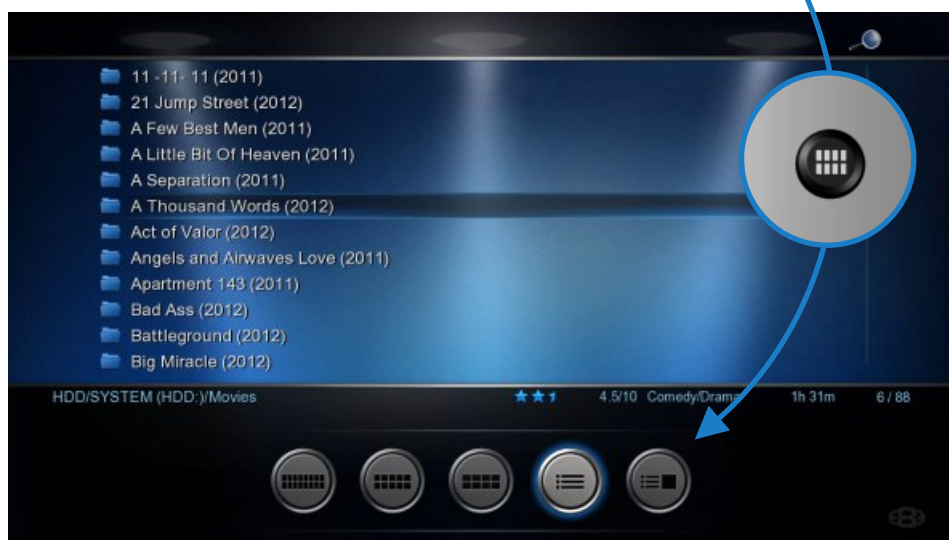 11 -11- 11 (2011)
21 Jump Street (2012)
A Few Best Men (2011)
A Little Bit Of Heaven (2011)
A Separation (2011)
A Thousand Words (2012)
Act of Valor (2012)
Angels and Airwaves Love (2011)
Apartment 143 (2011)
Bad Ass (2012)
Battleground (2012)
Big Miracle (2012)
HDD/SYSTEM (HDD:)/Movies 4.5/10 Comedy/Drama 1h 31m 6 / 88